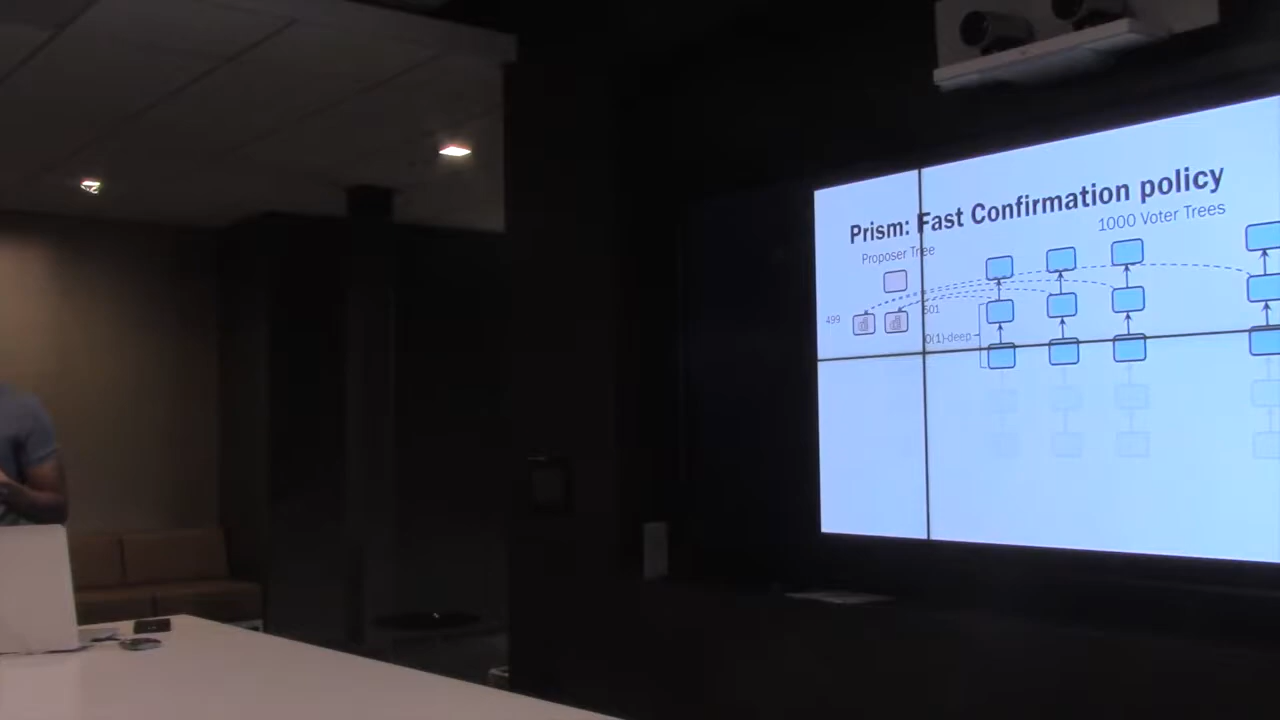 Prism: Fast Confirmation policy
Proposer Tree
1000 Voter Trees
499
501
O(1)-deep